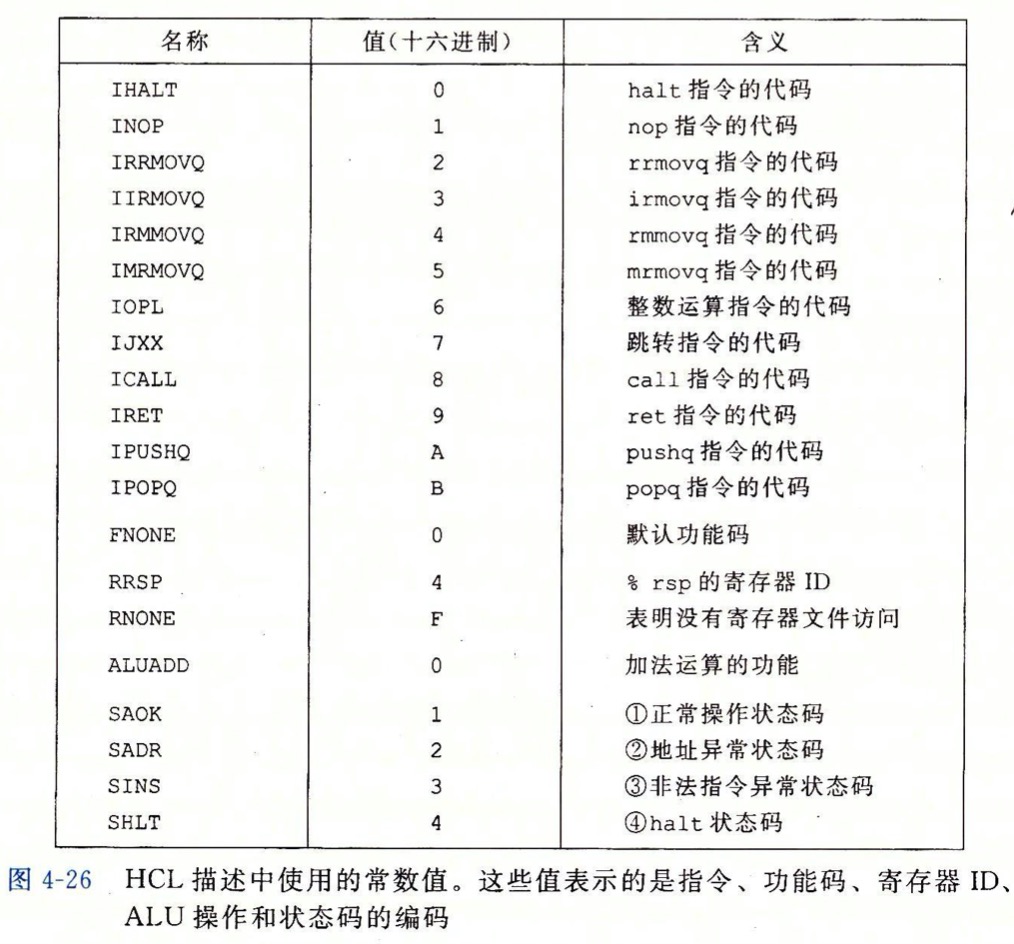 名称 值(十六进制) 含义
IHALT 0 halt 指令的代码
INOP 1 nop 指令的代码
IRRMOVQ 2 rrmovq 指令的代码
IIRMOVQ 3 irmovq 指令的代码
IRMMOVQ 4 rmmovq 指令的代码
IMRMOVQ 5 mrmovq 指令的代码
IOPL 6 整数运算指令的代码
IJXX 7 跳转指令的代码
ICALL 8 call 指令的代码
IRET 9 ret 指令的代码
IPUSHQ A pushq 指令的代码
IPOPQ B popq 指令的代码
FNONE 0 默认功能码
RRSP 4 % rsp 的寄存器 ID
RNONE F 表明没有寄存器文件访问
ALUADD 0 加法运算的功能
SAOK 1 ①正常操作状态码
SADR 2 ②地址异常状态码
SINS 3 ③非法指令异常状态码
SHLT 4 ④halt 状态码
图 4-26 HCL 描述中使用的常数值。这些值表示的是指令、功能码、寄存器 ID、
ALU 操作和状态码的编码